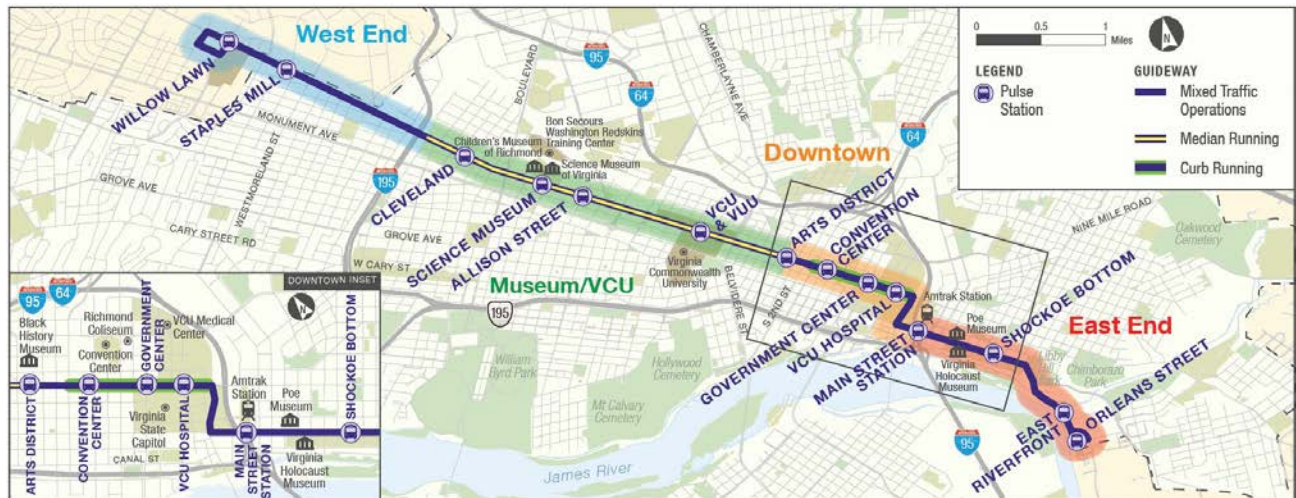 West End
WILLOW LAWN
STAPLES MILL
MONUMENT AVE
GROVE AVE
WESTMORELAND ST
CARY STREET RD
195
CLEVELAND
GROVE AVE
W CARY ST
BOULEVARD
Children's Museum
of Richmond
Bon Secours
Washington Redskins
Training Center
Science Museum
of Virginia
SCIENCE MUSEUM
ALLISON STREET
Museum/VCU
195
95
64
CHAMBERLAYNE AVE
VCU
& VUU
Virginia
Commonwealth
University
BELVIDERE ST
S 2ND ST
Downtown
64
ARTS DISTRICT
CONVENTION
CENTER
GOVERNMENT CENTER
VCU HOSPITAL
MAIN STREET
STATION
Amtrak Station
Poe
Museum
Virginia
Holocaust
Museum
SHOCKOE BOTTOM
East End
NINE MILE ROAD
Oakwood
Cemetery
Libby
Hill Park
Chimborazo
Park
EAST
RIVERFRONT
ORLEANS STREET
95
William
Byrd Park
Hollywood
Cemetery
Mt Calvary
Cemetery
James River
0
0.5
1
Miles
N
LEGEND
Pulse
Station
GUIDEWAY
Mixed Traffic
Operations
Median Running
Curb Running
DOWNTOWN INSET
95
64
N
Black
History
Museum
Richmond
Coliseum
Convention
Center
GOVERNMENT
CENTER
VCU Medical
Center
ARTS DISTRICT
CONVENTION
CENTER
Virginia
State
Capitol
VCU HOSPITAL
CANAL ST
Amtrak
Station
MAIN
STREET
STATION
Poe
Museum
Virginia
Holocaust
Museum
SHOCKOE BOTTOM